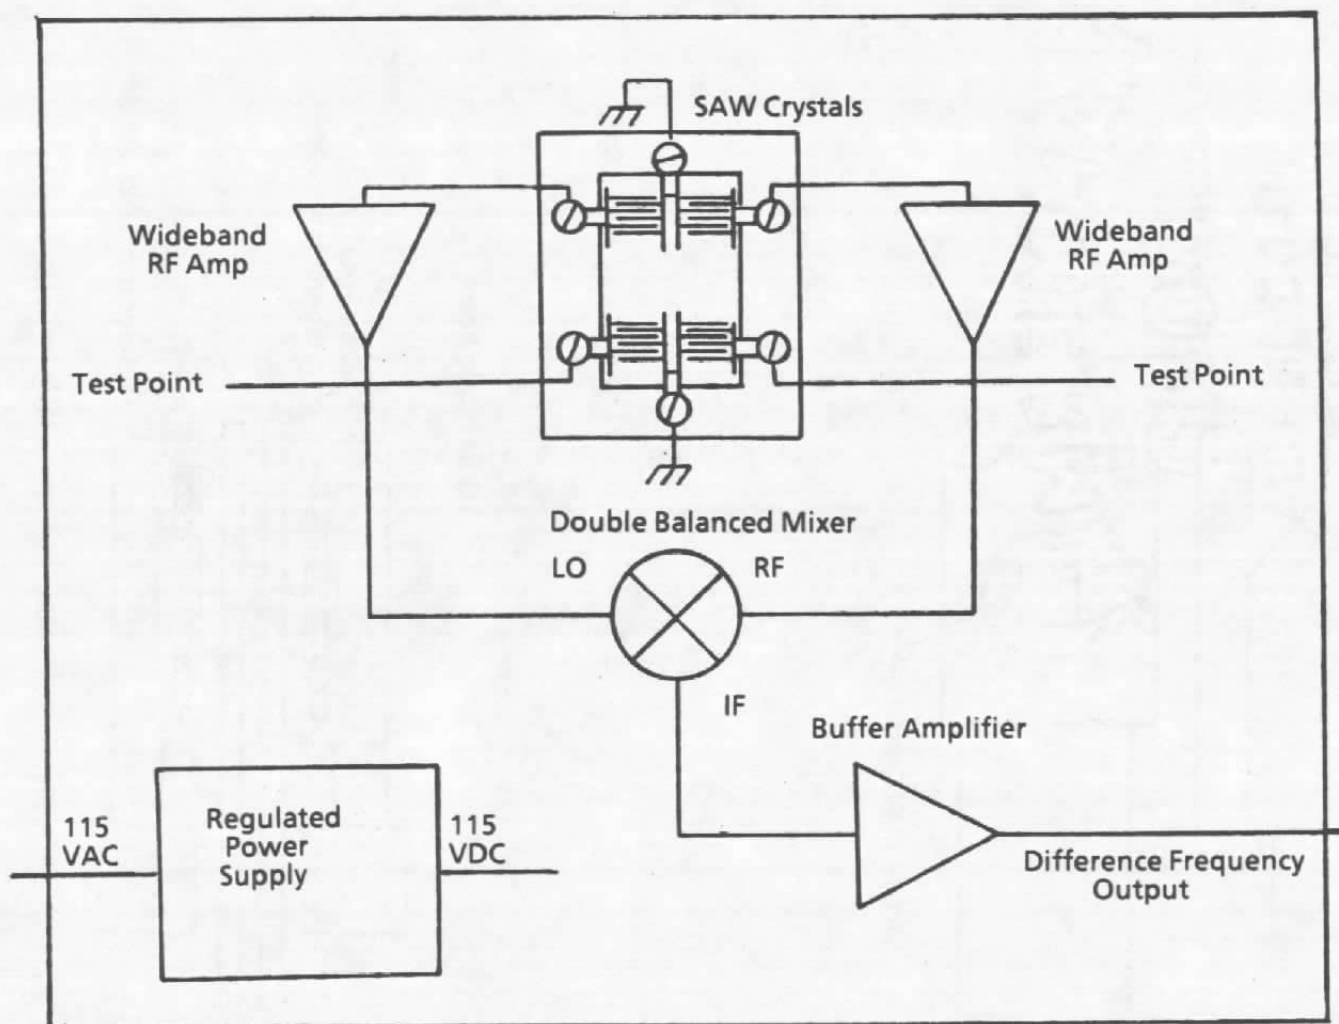 SAW Crystals
Wideband
RF Amp
Wideband
RF Amp
Test Point
Test Point
Double Balanced Mixer
LO
RF
IF
Buffer Amplifier
115
VAC
Regulated
Power
Supply
115
VDC
Difference Frequency
Output